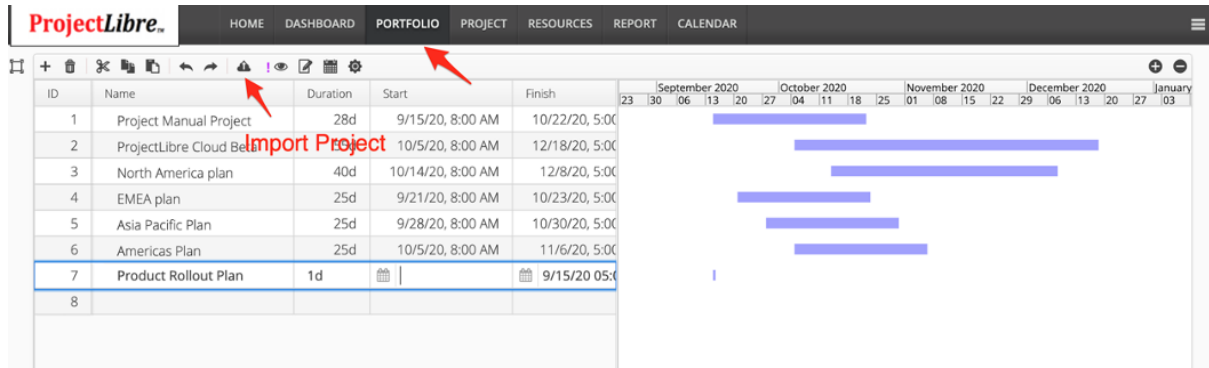 ProjectLibre™ HOME DASHBOARD PORTFOLIO PROJECT RESOURCES REPORT CALENDAR
ID Name Duration Start Finish
September 2020 October 2020 November 2020 December 2020 January
23 30 06 13 20 27 04 11 18 25 01 08 15 22 29 06 13 20 27 03
1 Project Manual Project 28d 9/15/20, 8:00 AM 10/22/20, 5:00
Import Project
2 ProjectLibre Cloud Beta 10/5/20, 8:00 AM 12/18/20, 5:00
3 North America plan 40d 10/14/20, 8:00 AM 12/8/20, 5:00
4 EMEA plan 25d 9/21/20, 8:00 AM 10/23/20, 5:00
5 Asia Pacific Plan 25d 9/28/20, 8:00 AM 10/30/20, 5:00
6 Americas Plan 25d 10/5/20, 8:00 AM 11/6/20, 5:00
7 Product Rollout Plan 1d 9/15/20 05:0
8